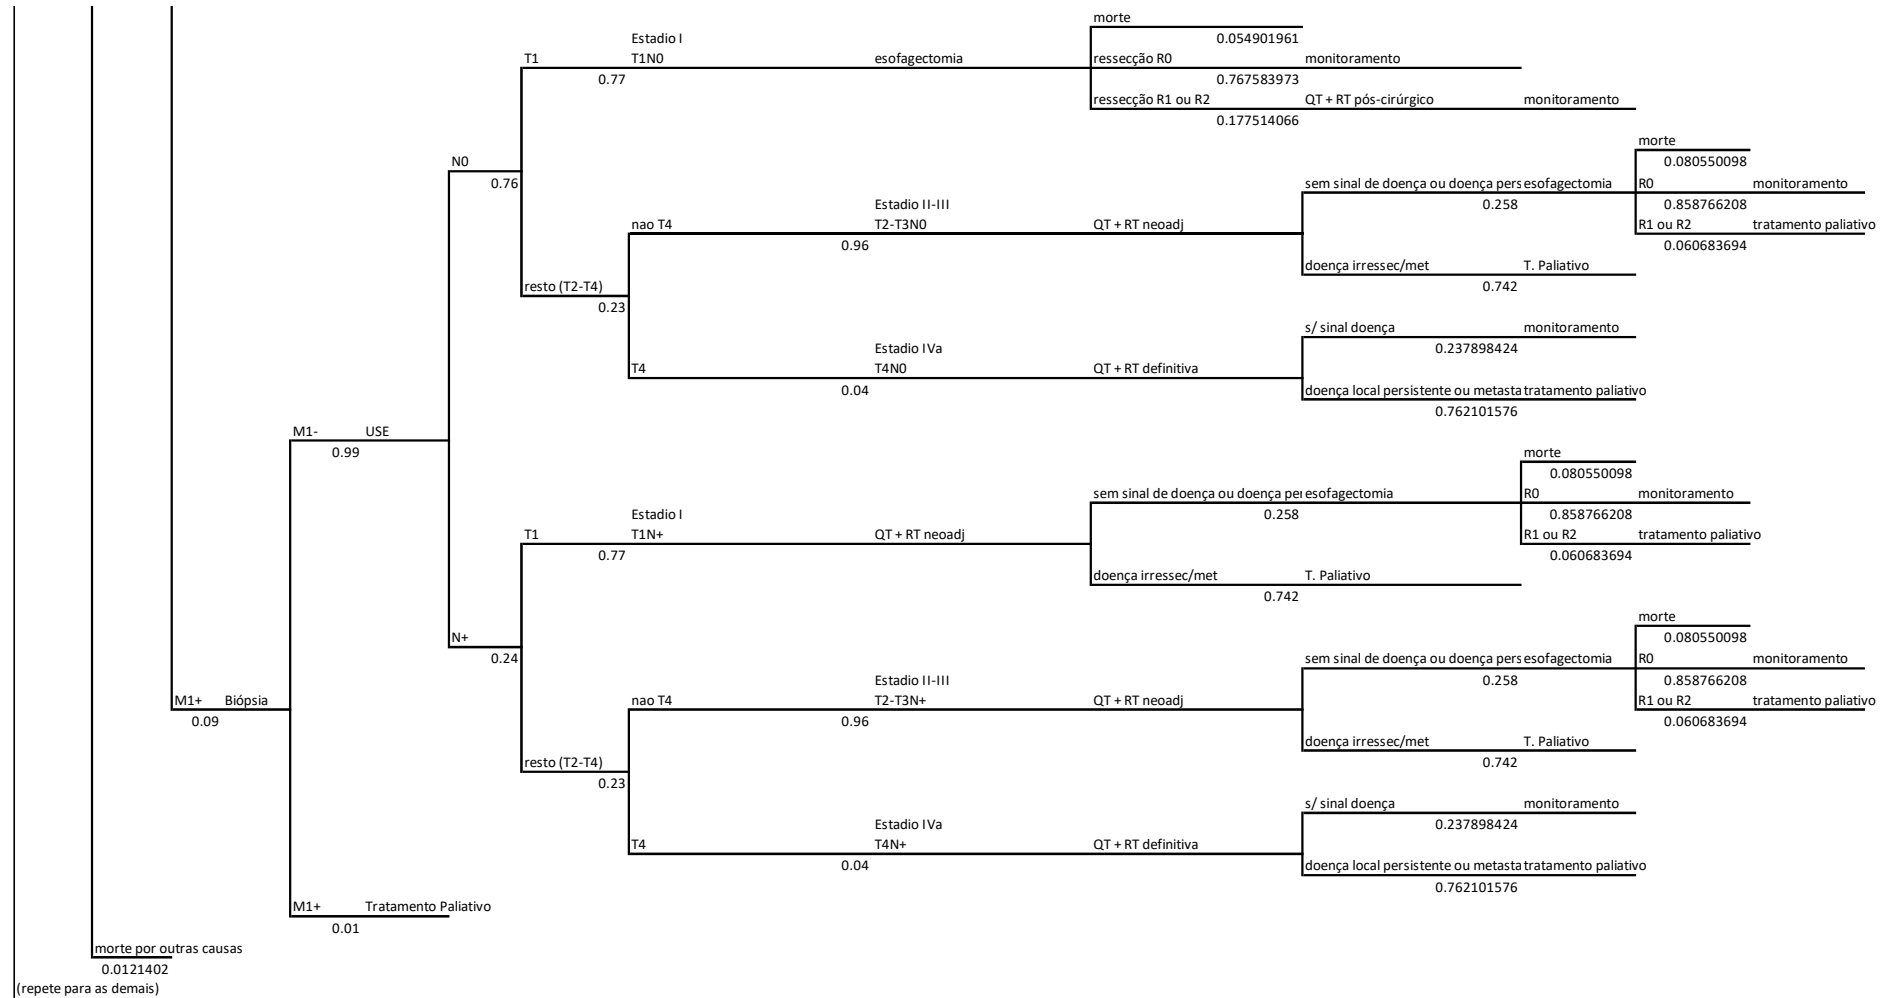 morte
0.054901961
Estadio I
T1
T1N0
esofagectomia
ressecção R0
monitoramento
0.77
0.767583973
ressecção R1 ou R2
QT + RT pós-cirúrgico
monitoramento
0.177514066
morte
0.080550098
N0
0.76
sem sinal de doença ou doença pers
esofagectomia
R0
monitoramento
0.258
0.858766208
Estadio II-III
nao T4
T2-T3N0
QT + RT neoadj
R1 ou R2
tratamento paliativo
0.96
0.060683694
doença irressec/met
T. Paliativo
0.742
resto (T2-T4)
0.23
s/ sinal doença
monitoramento
0.237898424
Estadio IVa
T4
T4N0
QT + RT definitiva
0.04
doença local persistente ou metasta
tratamento paliativo
0.762101576
M1-
USE
0.99
morte
0.080550098
sem sinal de doença ou doença per
esofagectomia
R0
monitoramento
0.258
0.858766208
Estadio I
T1
T1N+
QT + RT neoadj
R1 ou R2
tratamento paliativo
0.77
0.060683694
doença irressec/met
T. Paliativo
0.742
morte
0.080550098
N+
0.24
sem sinal de doença ou doença pers
esofagectomia
R0
monitoramento
0.258
0.858766208
Estadio II-III
M1+
Biópsia
nao T4
T2-T3N+
QT + RT neoadj
R1 ou R2
tratamento paliativo
0.09
0.96
0.060683694
doença irressec/met
T. Paliativo
0.742
resto (T2-T4)
0.23
s/ sinal doença
monitoramento
0.237898424
Estadio IVa
T4
T4N+
QT + RT definitiva
0.04
doença local persistente ou metasta
tratamento paliativo
0.762101576
M1+
Tratamento Paliativo
0.01
morte por outras causas
0.0121402
(repete para as demais)